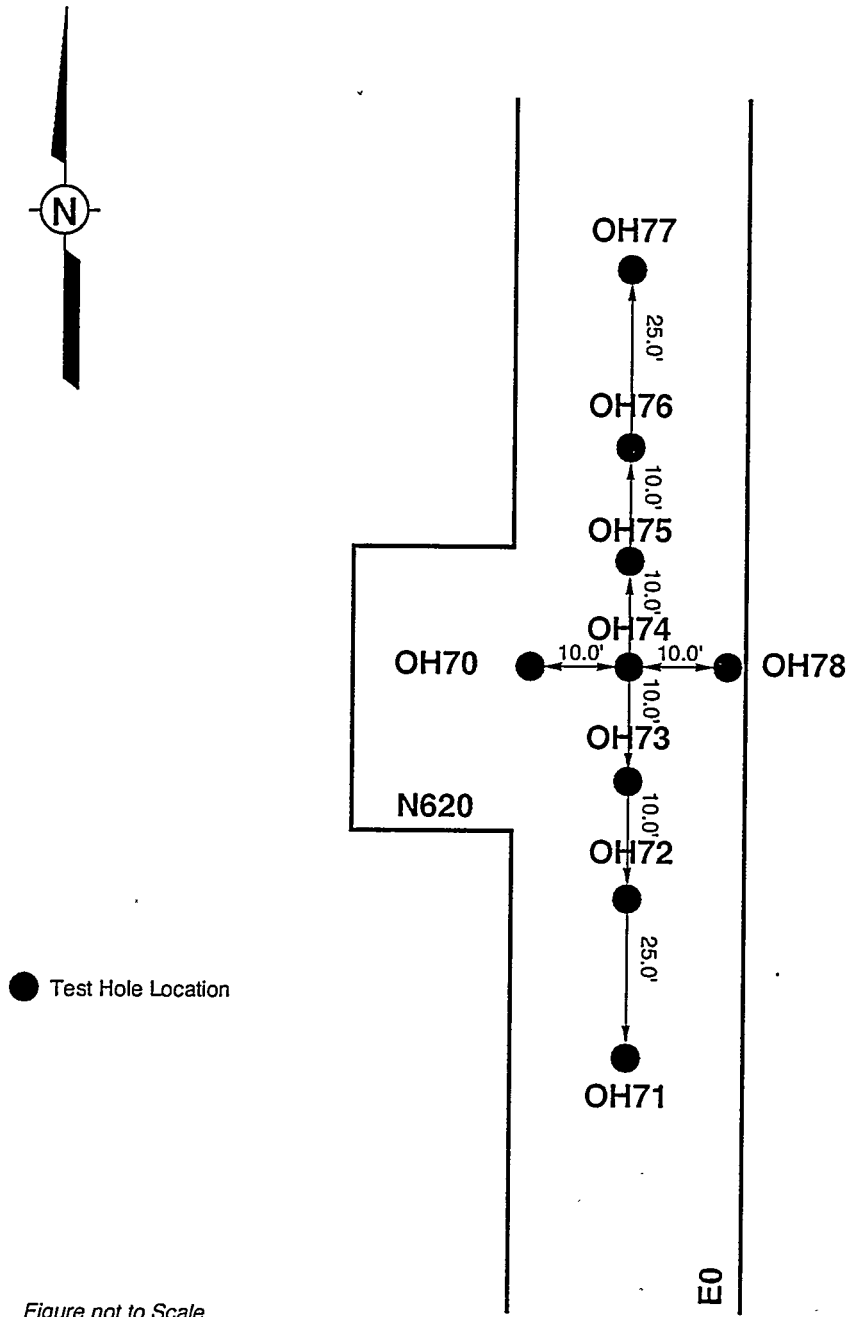 N
OH77
25.0'
OH76
10.0'
OH75
10.0'
OH74
OH70
10.0'
10.0'
OH78
10.0'
OH73
N620
10.0'
OH72
25.0'
Test Hole Location
OH71
E0
Figure not to Scale